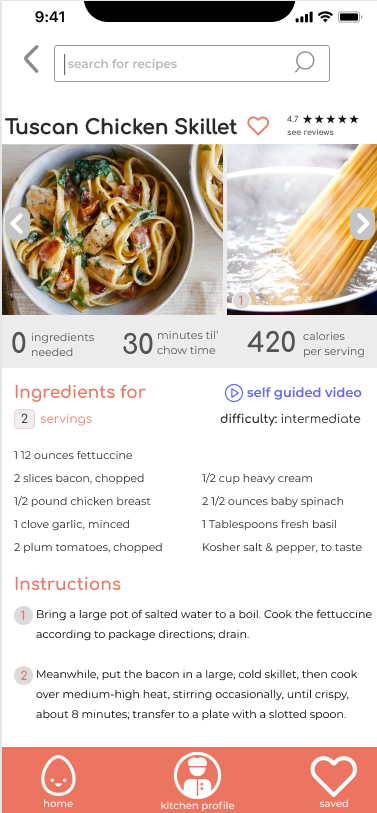 9:41
search for recipes
Tuscan Chicken Skillet
4.7 ★★★★★
see reviews
1
0 ingredients needed
30 minutes til' chow time
420 calories per serving
Ingredients for
self guided video
2 servings
difficulty: intermediate
1 12 ounces fettuccine
2 slices bacon, chopped
1/2 cup heavy cream
1/2 pound chicken breast
2 1/2 ounces baby spinach
1 clove garlic, minced
1 Tablespoons fresh basil
2 plum tomatoes, chopped
Kosher salt & pepper, to taste
Instructions
1 Bring a large pot of salted water to a boil. Cook the fettuccine
according to package directions; drain.
2 Meanwhile, put the bacon in a large, cold skillet, then cook
over medium-high heat, stirring occasionally, until crispy,
about 8 minutes; transfer to a plate with a slotted spoon.
home
kitchen profile
saved